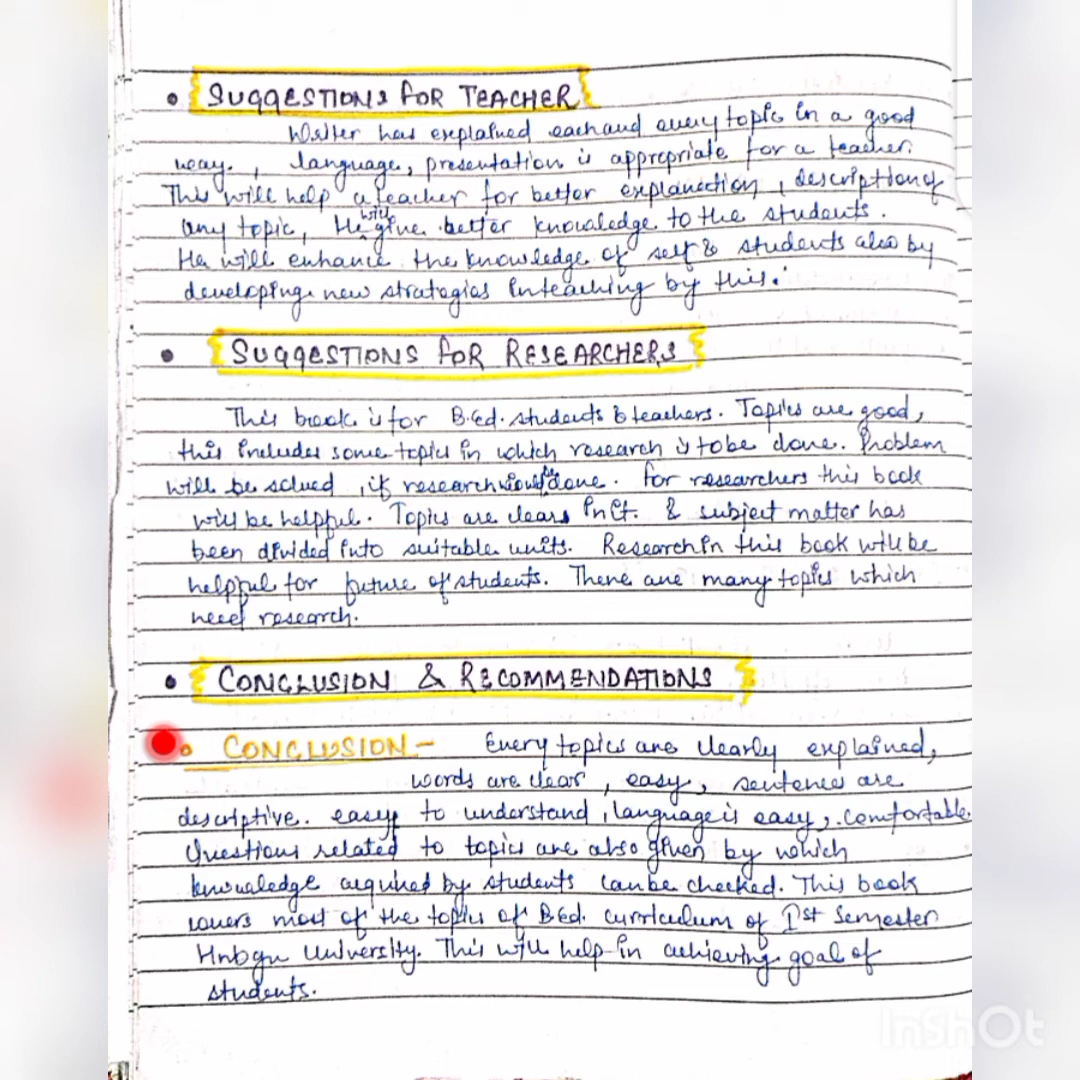 • SUGGESTIONS FOR TEACHER
Writer has explained each and every topic in a good
way. , language, presentation is appropriate for a teacher.
This will help a teacher for better explanection, description of
any topic, He will give better knowledge to the students.
He will enhance the knowledge of self & students also by
developing new strategies in teaching by this.
• SUGGESTIONS FOR RESEARCHERS
This book is for B.Ed. students & teachers. Topics are good,
this includes some topics in which research is to be done. Problem
will be solved, if research would be done. For researchers this book
will be helpful. Topics are clears in it. & subject matter has
been divided into suitable units. Research in this book will be
helpful for future of students. There are many topics which
need research.
• CONCLUSION & RECOMMENDATIONS
• CONCLUSION - Every topics are clearly explained,
words are clear, easy, sentence are
descriptive. easy to understand, language is easy, comfortable.
Questions related to topics are also given by which
knowledge acquired by students can be checked. This book
covers most of the topics of B.Ed. curriculum of Ist Semester
Hnbgu University. This will help in achieving goal of
students.
InShOt